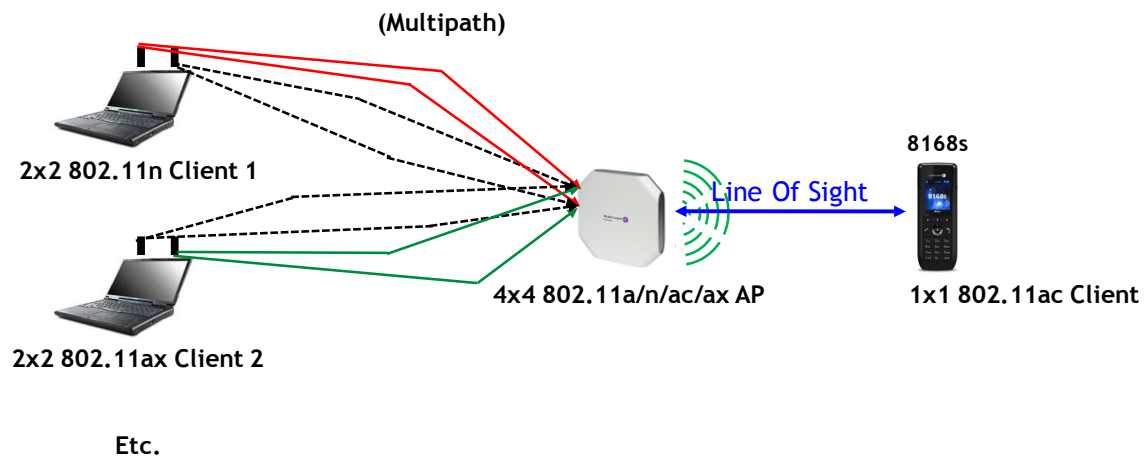 (Multipath)
2x2 802.11n Client 1
8168s
8168s
Line Of Sight
4x4 802.11a/n/ac/ax AP
1x1 802.11ac Client
2x2 802.11ax Client 2
Etc.